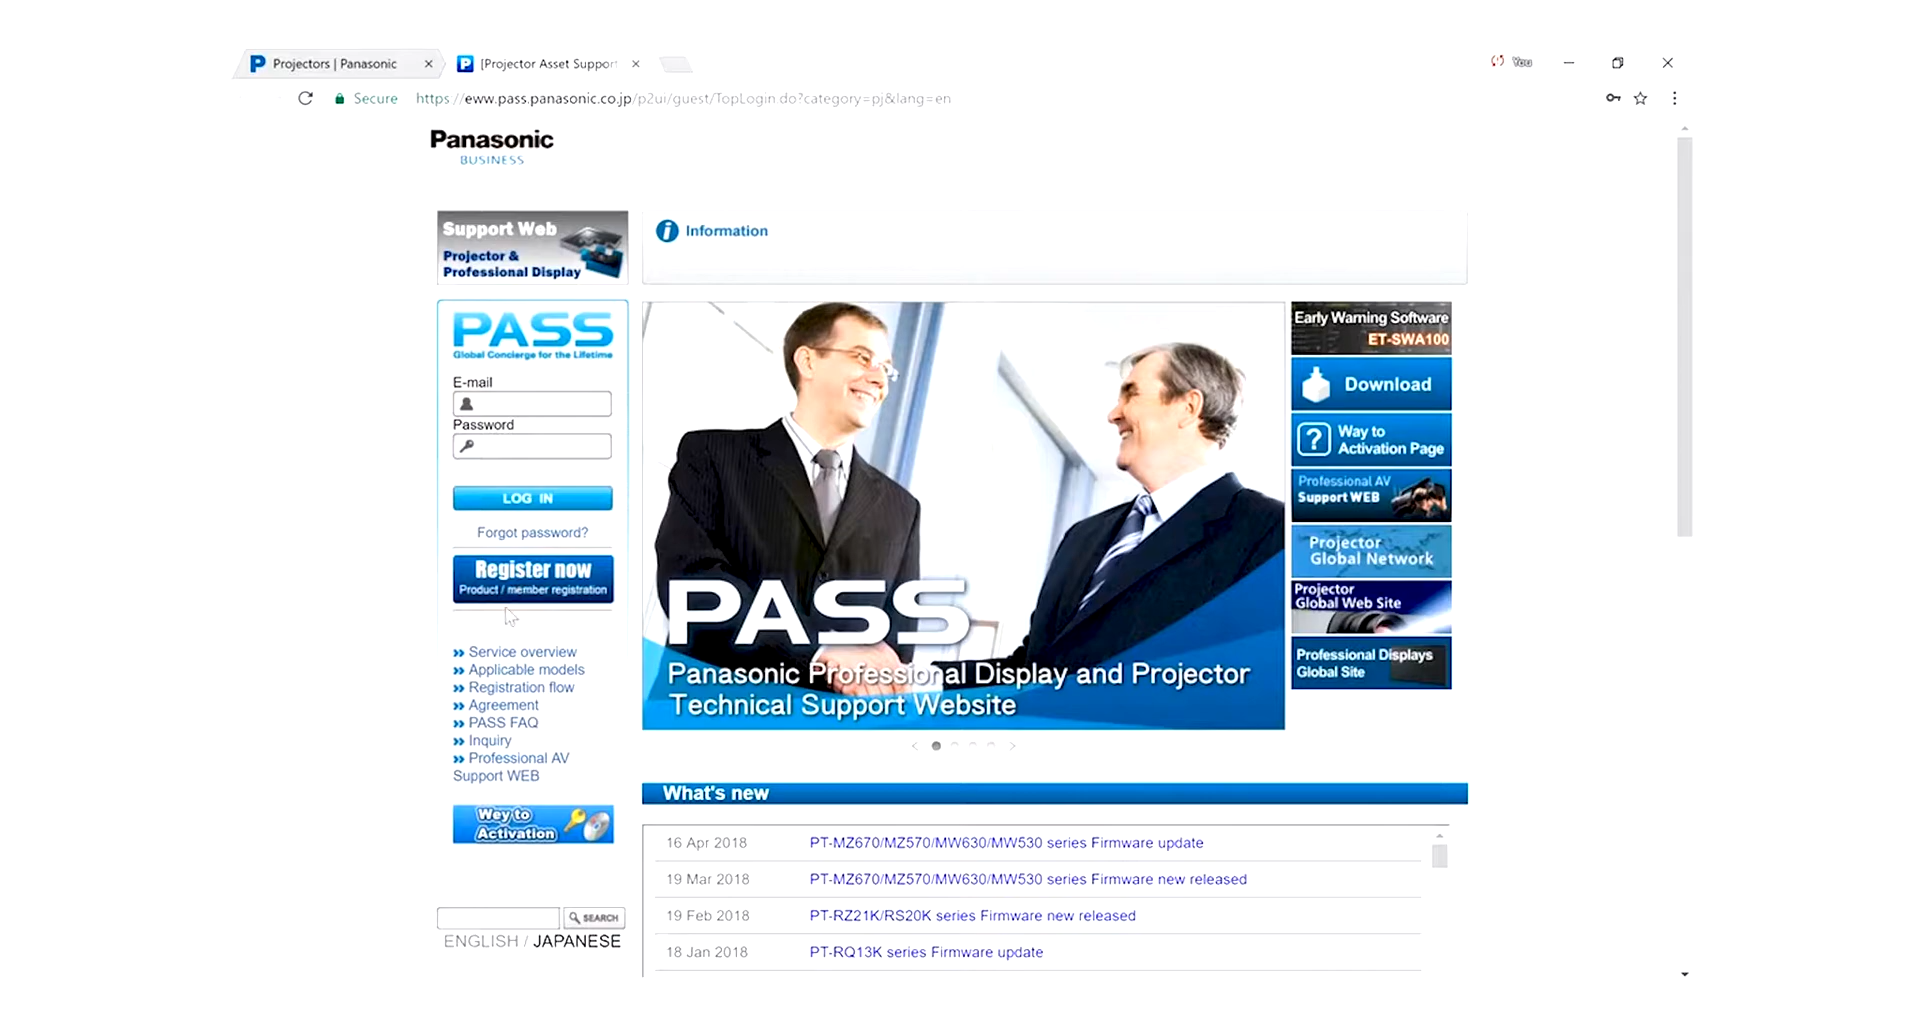 Projectors | Panasonic
[Projector Asset Support
You
Secure https://eww.pass.panasonic.co.jp/p2ui/guest/TopLogin.do?category=pj&lang=en
Panasonic
BUSINESS
Support Web
Projector &
Professional Display
Information
PASS
Global Concierge for the Lifetime
E-mail
Password
LOG IN
Forgot password?
Register now
Product / member registration
Service overview
Applicable models
Registration flow
Agreement
PASS FAQ
Inquiry
Professional AV
Support WEB
Wey to
Activation
SEARCH
ENGLISH / JAPANESE
PASS
Panasonic Professional Display and Projector
Technical Support Website
Early Warning Software
ET-SWA100
Download
Way to
Activation Page
Professional AV
Support WEB
Projector
Global Network
Projector
Global Web Site
Professional Displays
Global Site
What's new
16 Apr 2018 PT-MZ670/MZ570/MW630/MW530 series Firmware update
19 Mar 2018 PT-MZ670/MZ570/MW630/MW530 series Firmware new released
19 Feb 2018 PT-RZ21K/RS20K series Firmware new released
18 Jan 2018 PT-RQ13K series Firmware update